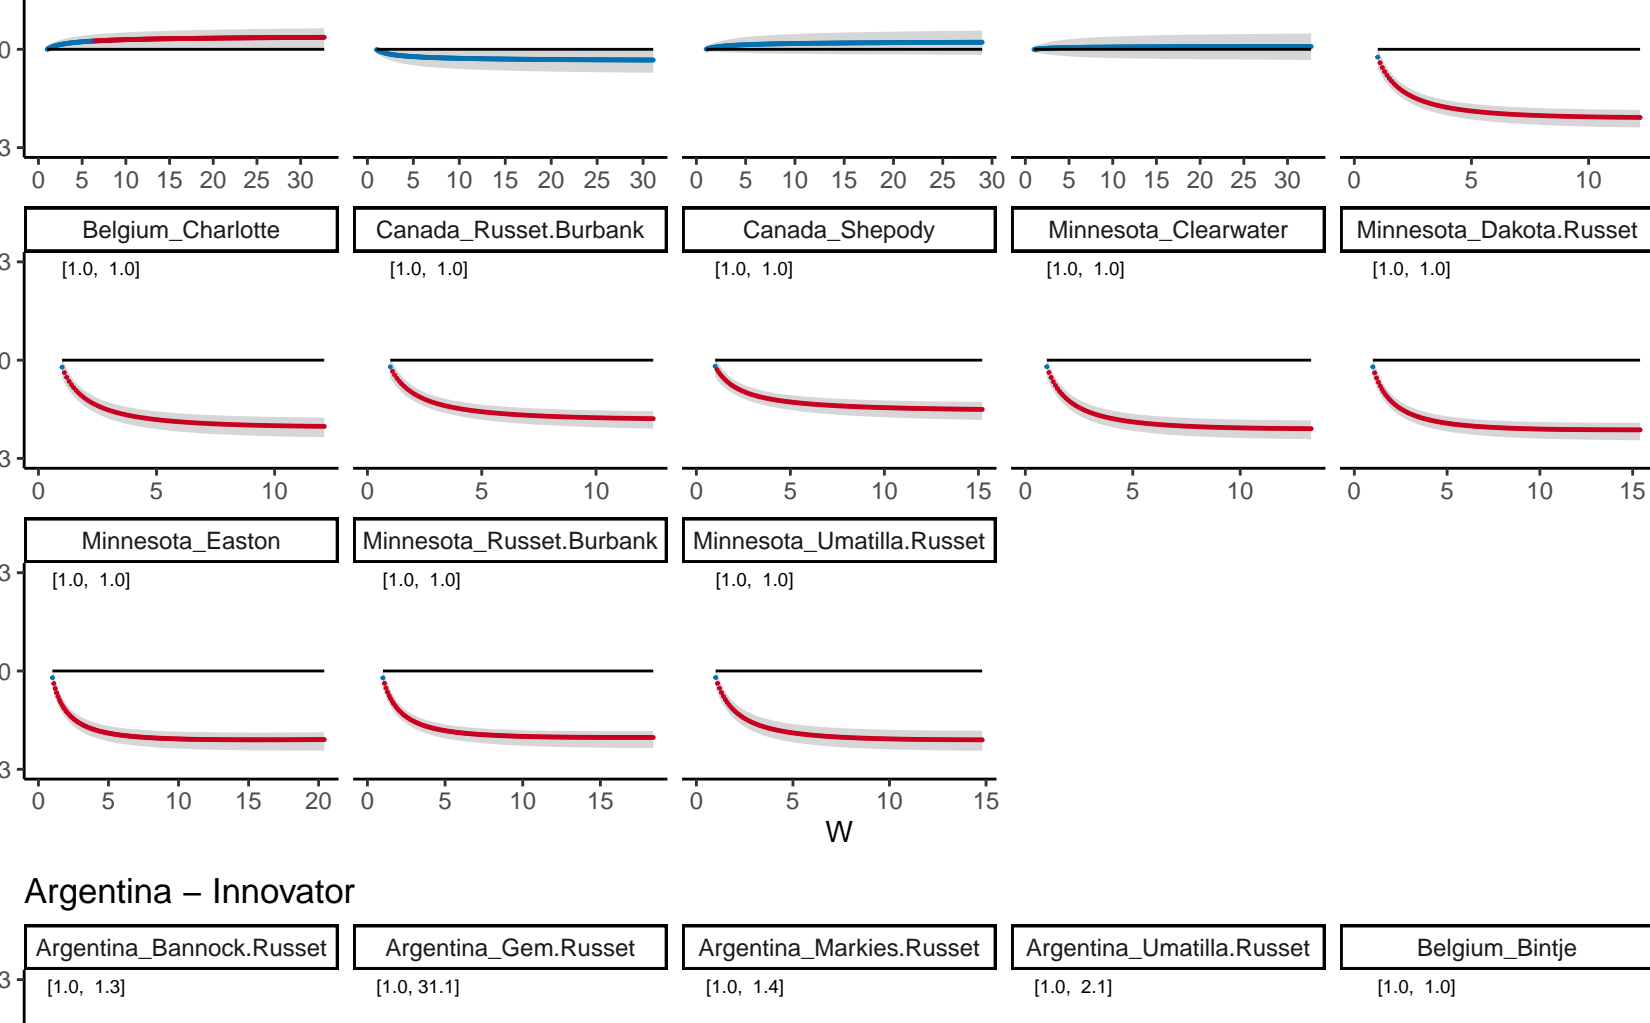 0
3
0 5 10 15 20 25 30 0 5 10 15 20 25 30 0 5 10 15 20 25 30 0 5 10 15 20 25 30 0 5 10
Belgium_Charlotte Canada_Russet.Burbank Canada_Shepody Minnesota_Clearwater Minnesota_Dakota.Russet
3 [1.0, 1.0] [1.0, 1.0] [1.0, 1.0] [1.0, 1.0] [1.0, 1.0]
0
3
0 5 10 0 5 10 0 5 10 15 0 5 10 0 5 10 15
Minnesota_Easton Minnesota_Russet.Burbank Minnesota_Umatilla.Russet
3 [1.0, 1.0] [1.0, 1.0] [1.0, 1.0]
0
3
0 5 10 15 20 0 5 10 15 0 5 10 15
W
Argentina – Innovator
Argentina_Bannock.Russet Argentina_Gem.Russet Argentina_Markies.Russet Argentina_Umatilla.Russet Belgium_Bintje
3 [1.0, 1.3] [1.0, 31.1] [1.0, 1.4] [1.0, 2.1] [1.0, 1.0]